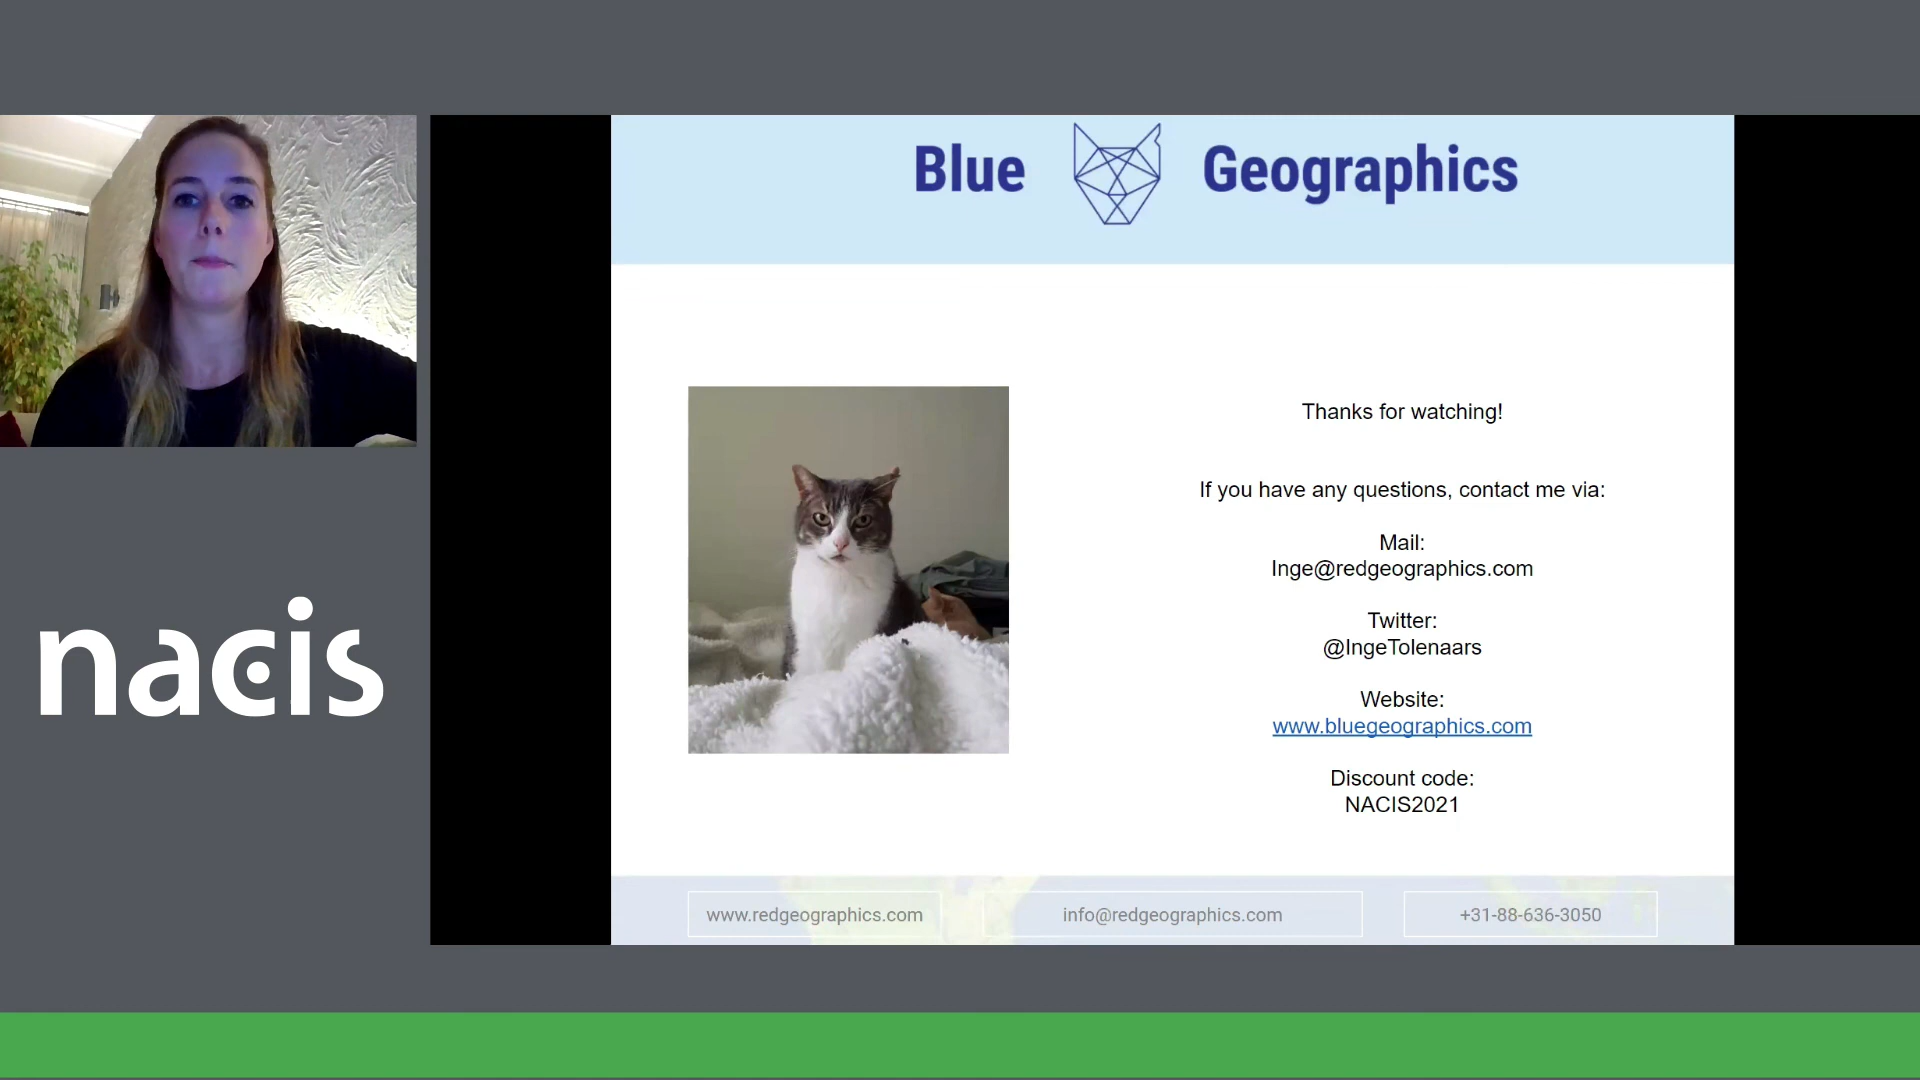 Blue Geographics
Thanks for watching!
If you have any questions, contact me via:
Mail:
Inge@redgeographics.com
Twitter:
@IngeTolenaars
Website:
www.bluegeographics.com
Discount code:
NACIS2021
nacis
www.redgeographics.com
info@redgeographics.com
+31-88-636-3050